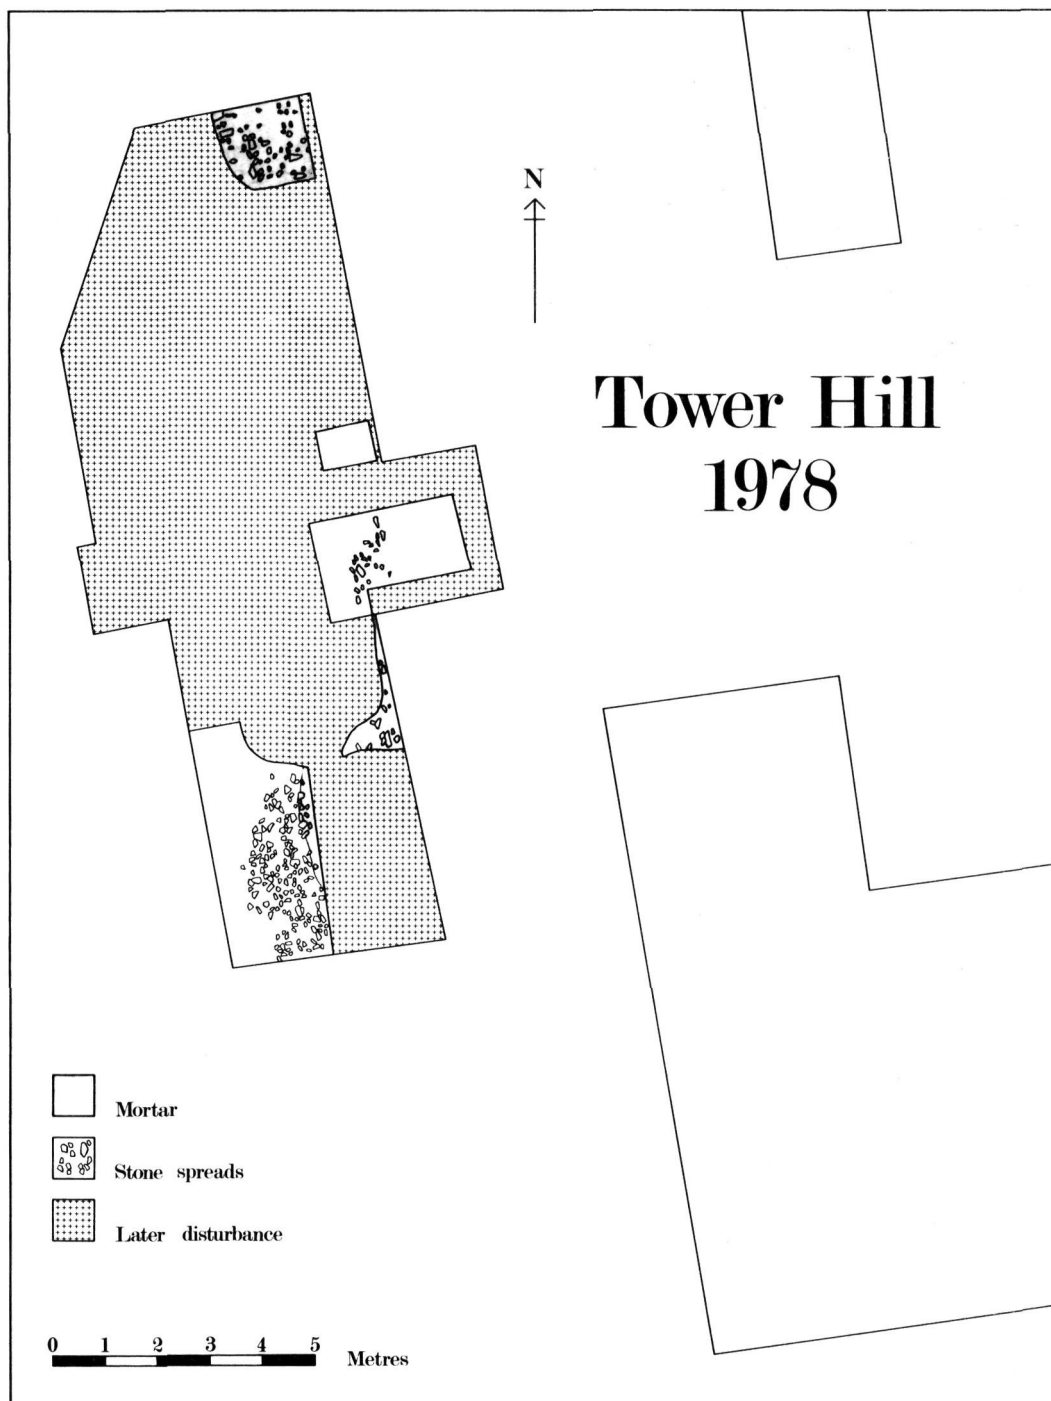 N
Tower Hill
1978
Mortar
Stone spreads
Later disturbance
0 1 2 3 4 5
Metres